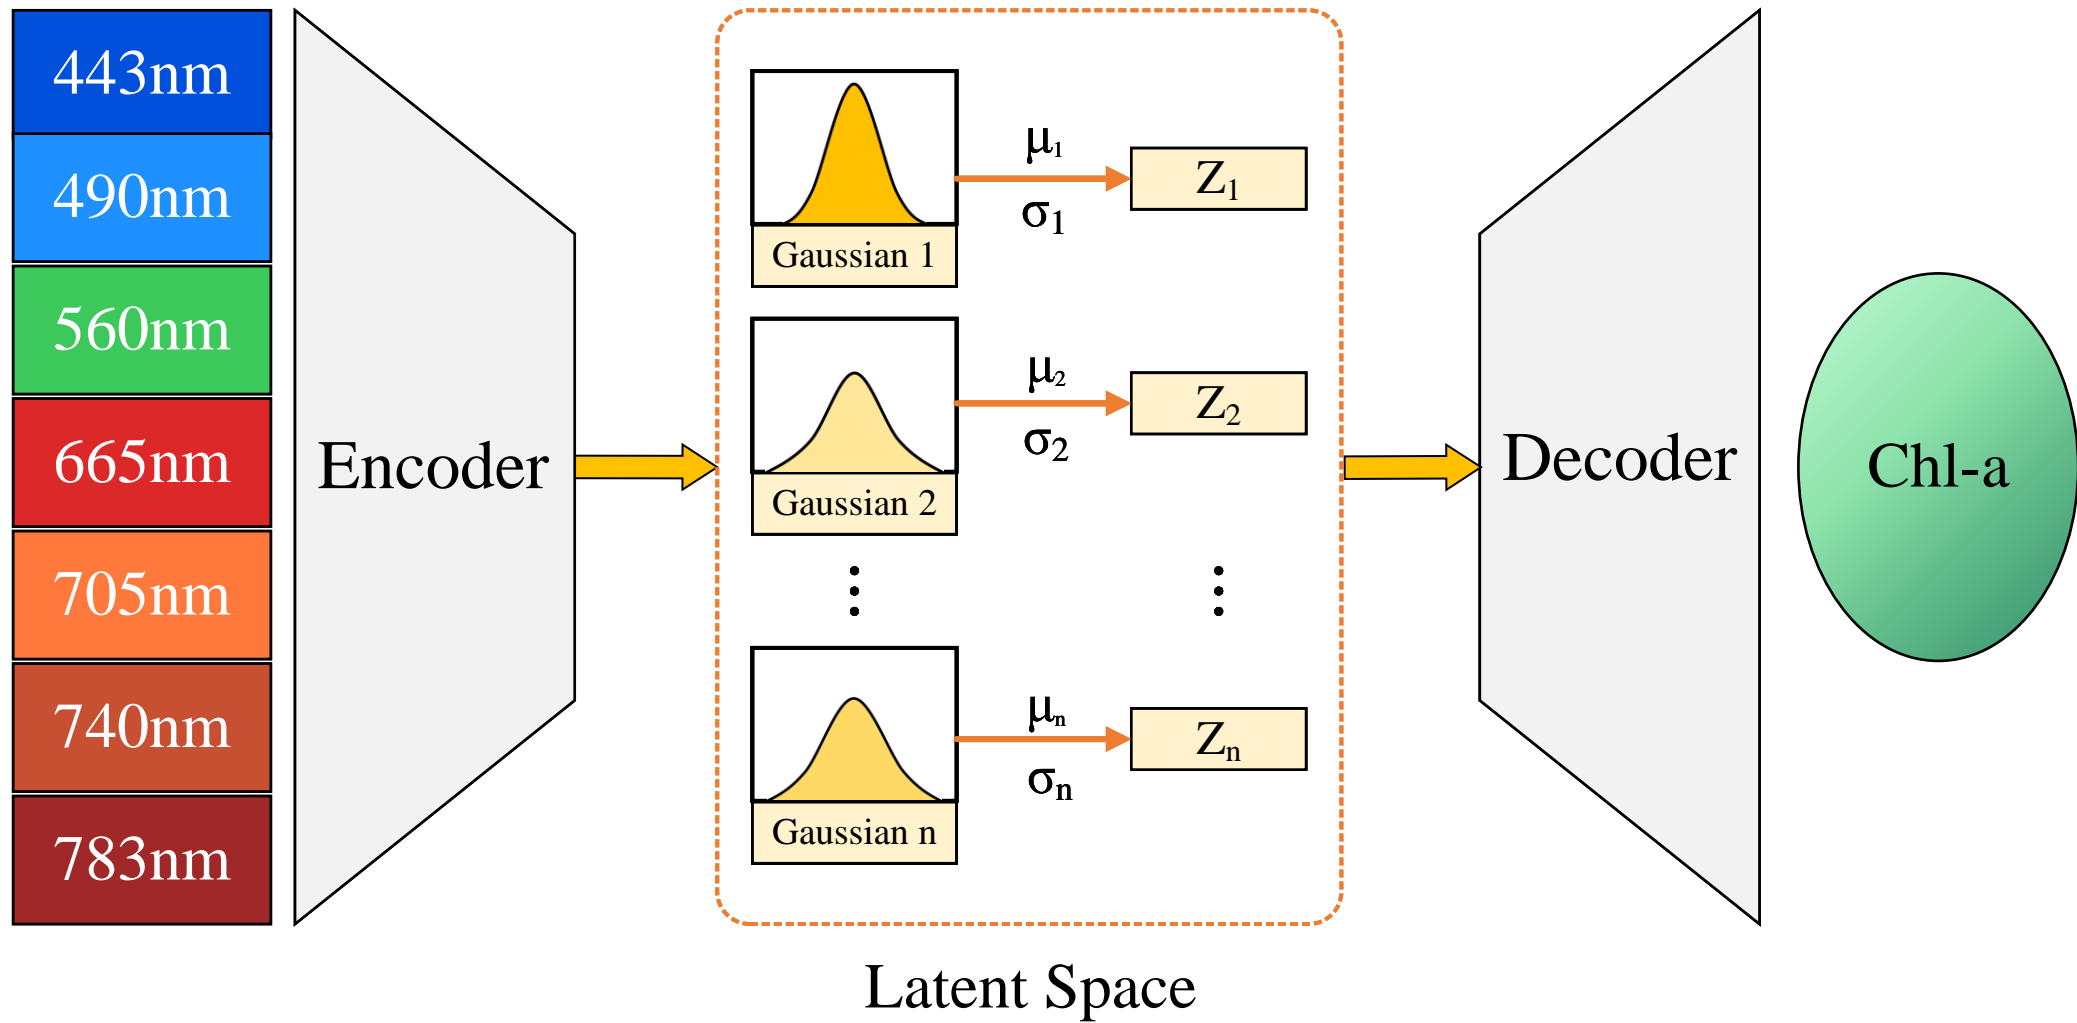 443nm
490nm
560nm
665nm
705nm
740nm
783nm
Encoder
Gaussian 1
μ₁
σ₁
Z₁
Gaussian 2
μ₂
σ₂
Z₂
Gaussian n
μₙ
σₙ
Zₙ
Latent Space
Decoder
Chl-a